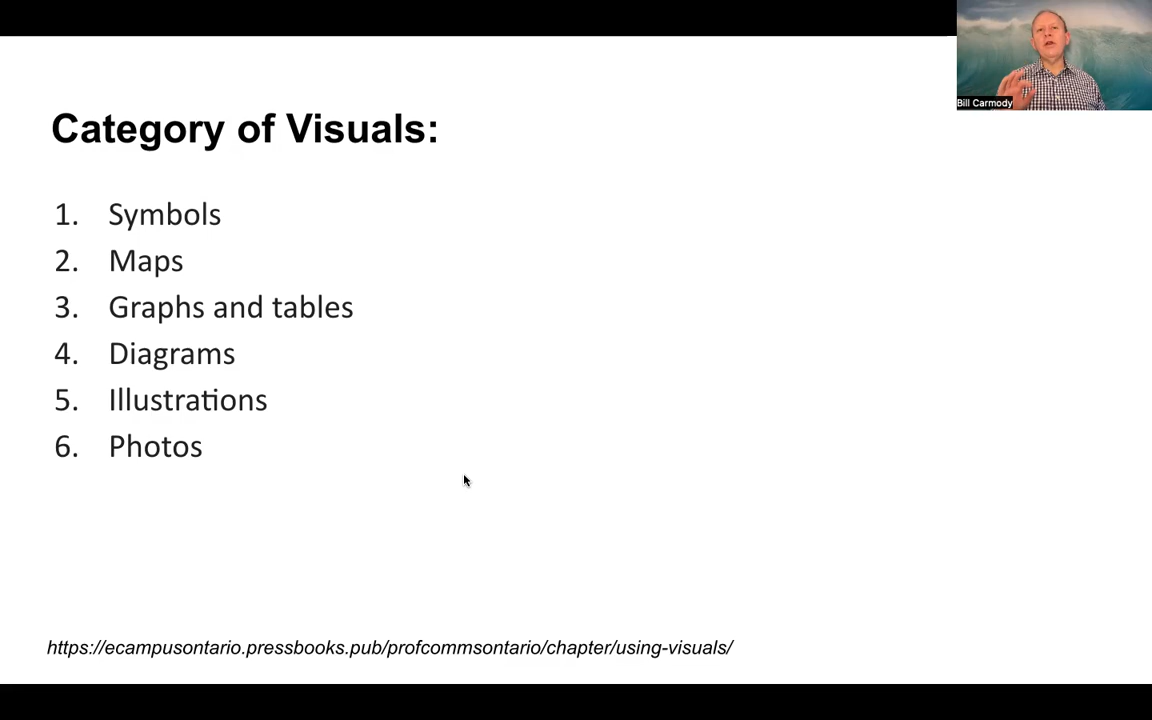 Bill Carmody
Category of Visuals:
1. Symbols
2. Maps
3. Graphs and tables
4. Diagrams
5. Illustrations
6. Photos
https://ecampusontario.pressbooks.pub/profcommsontario/chapter/using-visuals/